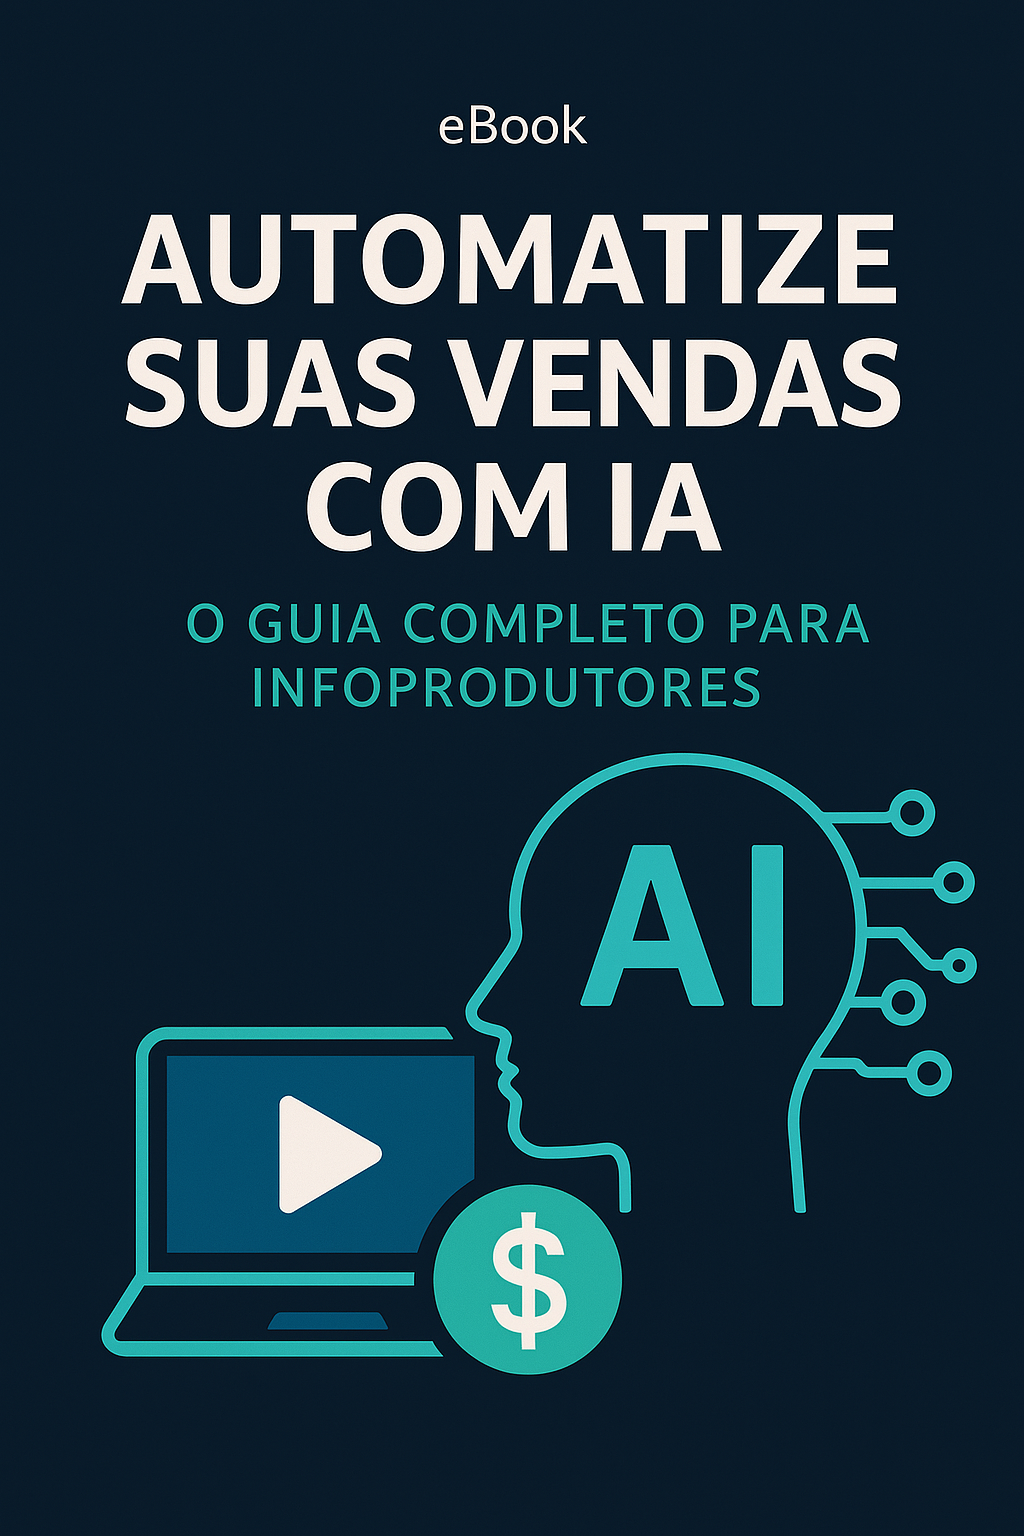 eBook
AUTOMATIZE
SUAS VENDAS
COM IA
O GUIA COMPLETO PARA
INFOPRODUTORES
AI
$